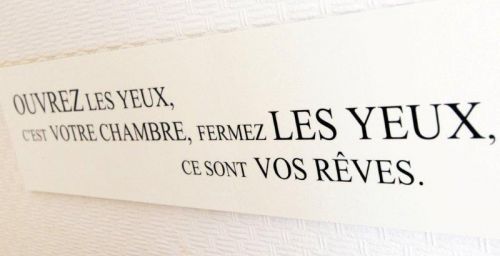 OUVREZ LES YEUX,
C'EST VOTRE CHAMBRE, FERMEZ LES YEUX,
CE SONT VOS RÊVES.